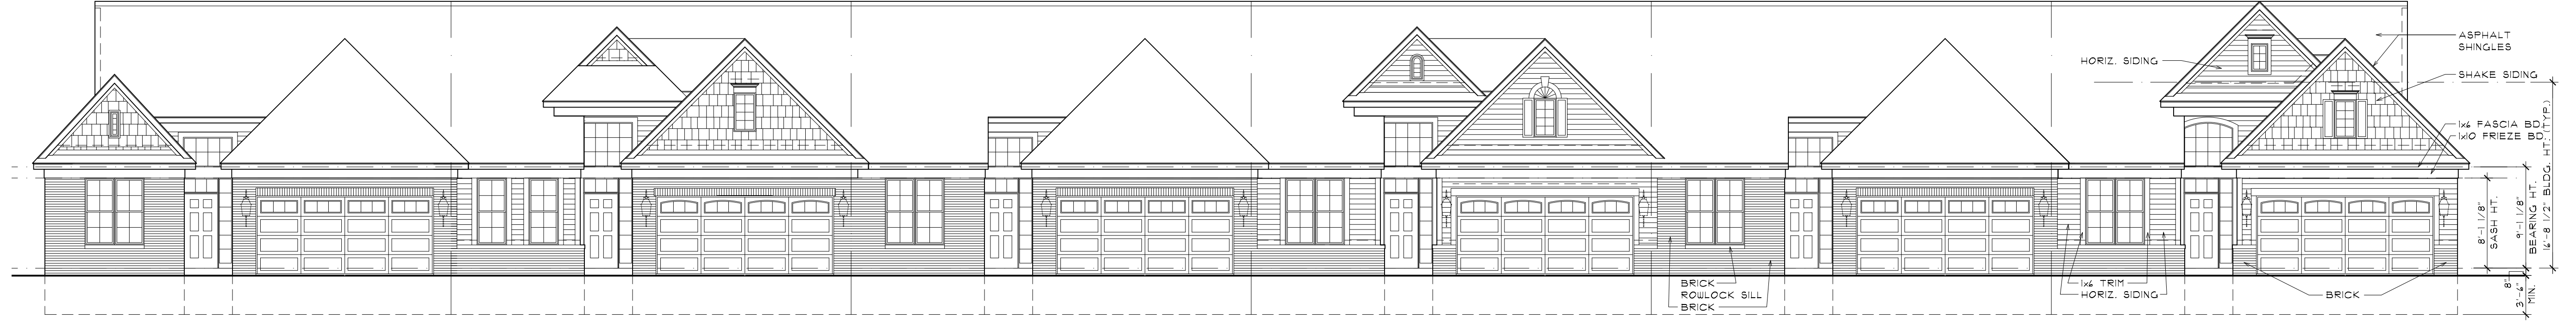 ASPHALT
SHINGLES
HORIZ. SIDING
SHAKE SIDING
1x6 FASCIA BD.
1x10 FRIEZE BD.
16'-8 1/2" BLDG. HT. (TYP.)
9'-1 1/8"
BEARING HT.
8'-1 1/8"
SASH HT.
8"
3'-6"
MIN.
BRICK
ROWLOCK SILL
BRICK
1x6 TRIM
HORIZ. SIDING
BRICK